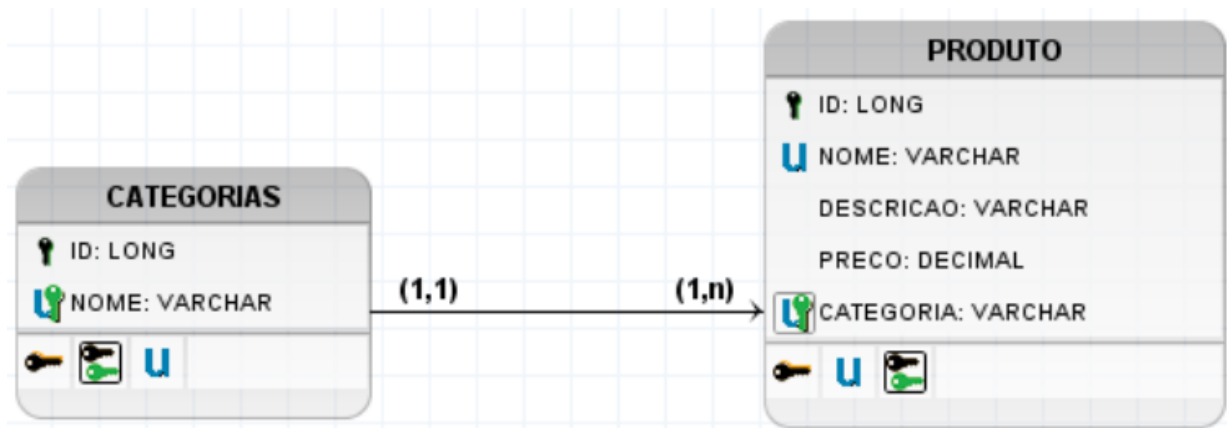 CATEGORIAS
ID: LONG
NOME: VARCHAR
(1,1)
(1,n)
PRODUTO
ID: LONG
NOME: VARCHAR
DESCRICAO: VARCHAR
PRECO: DECIMAL
CATEGORIA: VARCHAR